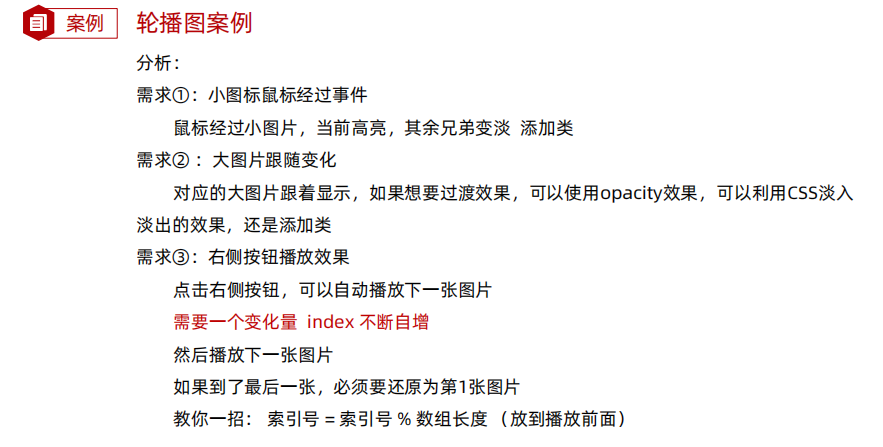 案例 轮播图案例
分析：
需求①：小图标鼠标经过事件
鼠标经过小图片，当前高亮，其余兄弟变淡 添加类
需求②：大图片跟随变化
对应的大图片跟着显示，如果想要过渡效果，可以使用opacity效果，可以利用CSS淡入
淡出的效果，还是添加类
需求③：右侧按钮播放效果
点击右侧按钮，可以自动播放下一张图片
需要一个变化量 index 不断自增
然后播放下一张图片
如果到了最后一张，必须要还原为第1张图片
教你一招： 索引号 = 索引号 % 数组长度 （放到播放前面）